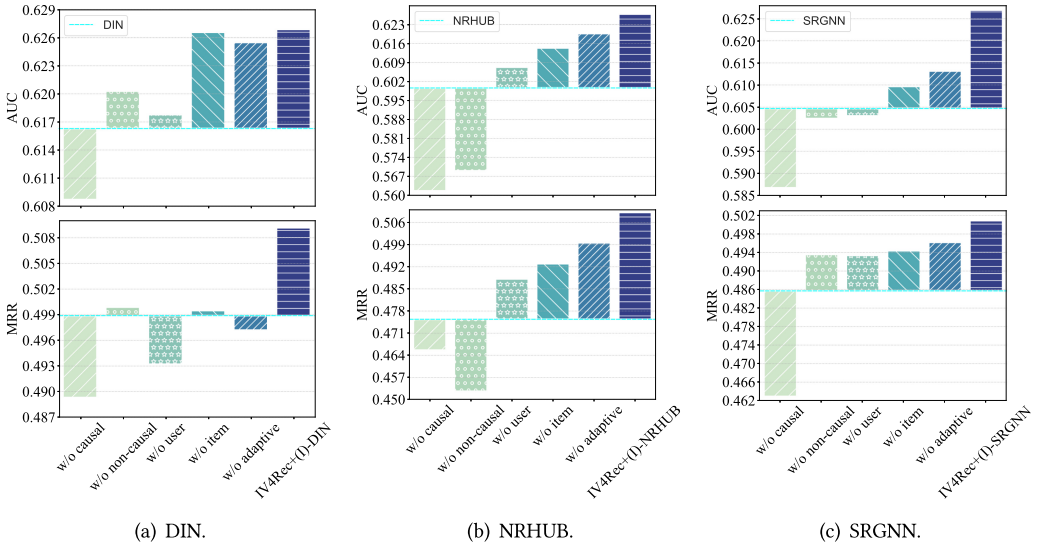 DIN
AUC
0.629
0.626
0.623
0.620
0.617
0.614
0.611
0.608
MRR
0.508
0.505
0.502
0.499
0.496
0.493
0.490
0.487
w/o causal
w/o non-causal
w/o user
w/o item
w/o adaptive
IV4Rec+(I)-DIN
(a) DIN.
NRHUB
AUC
0.623
0.616
0.609
0.602
0.595
0.588
0.581
0.574
0.567
0.560
MRR
0.506
0.499
0.492
0.485
0.478
0.471
0.464
0.457
0.450
w/o causal
w/o non-causal
w/o user
w/o item
w/o adaptive
IV4Rec+(I)-NRHUB
(b) NRHUB.
SRGNN
AUC
0.625
0.620
0.615
0.610
0.605
0.600
0.595
0.590
0.585
MRR
0.502
0.498
0.494
0.490
0.486
0.482
0.478
0.474
0.470
0.466
0.462
w/o causal
w/o non-causal
w/o user
w/o item
w/o adaptive
IV4Rec+(I)-SRGNN
(c) SRGNN.